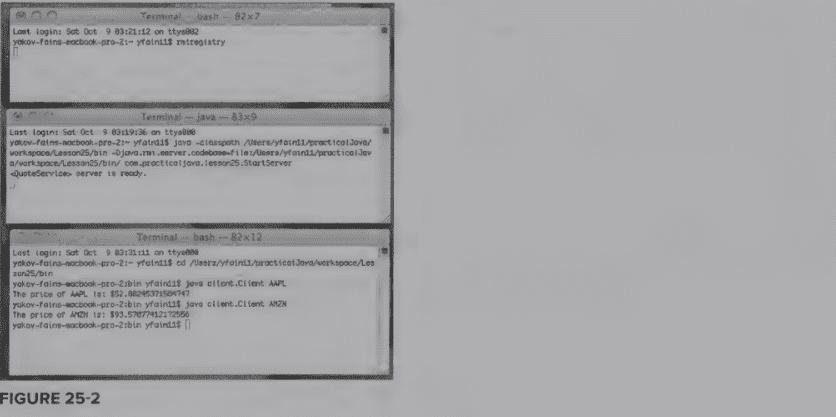 Terminal — bash — 82×7
Last login: Sat Oct 9 03:21:12 on ttys002
yakov-fains-macbook-pro-2:~ yfain11$ rmiregistry
Terminal — java — 83×9
Last login: Sat Oct 9 03:19:36 on ttys000
yakov-fains-macbook-pro-2:~ yfain11$ java -classpath /Users/yfain11/practicalJava/
workspace/Lesson25/bin -Djava.rmi.server.codebase=file:/Users/yfain11/practicalJav
a/workspace/Lesson25/bin/ com.practicaljava.lesson25.StartServer
<QuoteService> server is ready.
Terminal — bash — 82×12
Last login: Sat Oct 9 03:31:11 on ttys000
yakov-fains-macbook-pro-2:~ yfain11$ cd /Users/yfain11/practicalJava/workspace/Les
son25/bin
yakov-fains-macbook-pro-2:bin yfain11$ java client.Client AAPL
The price of AAPL is:
yakov-fains-macbook-pro-2:bin yfain11$ java client.Client AMZN
The price of AMZN is:
yakov-fains-macbook-pro-2:bin yfain11$
FIGURE 25-2